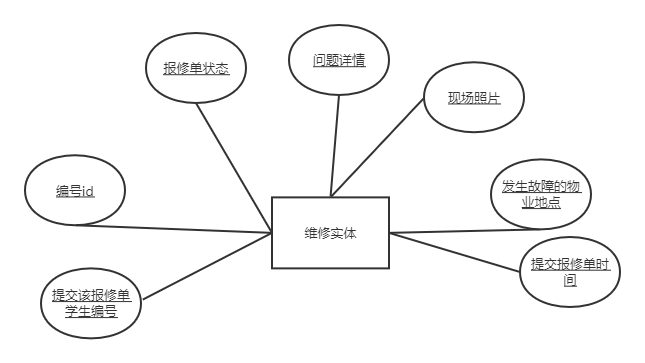 问题详情
报修单状态
现场照片
编号id
发生故障的物
业地点
维修实体
提交报修单时
间
提交该报修单
学生编号